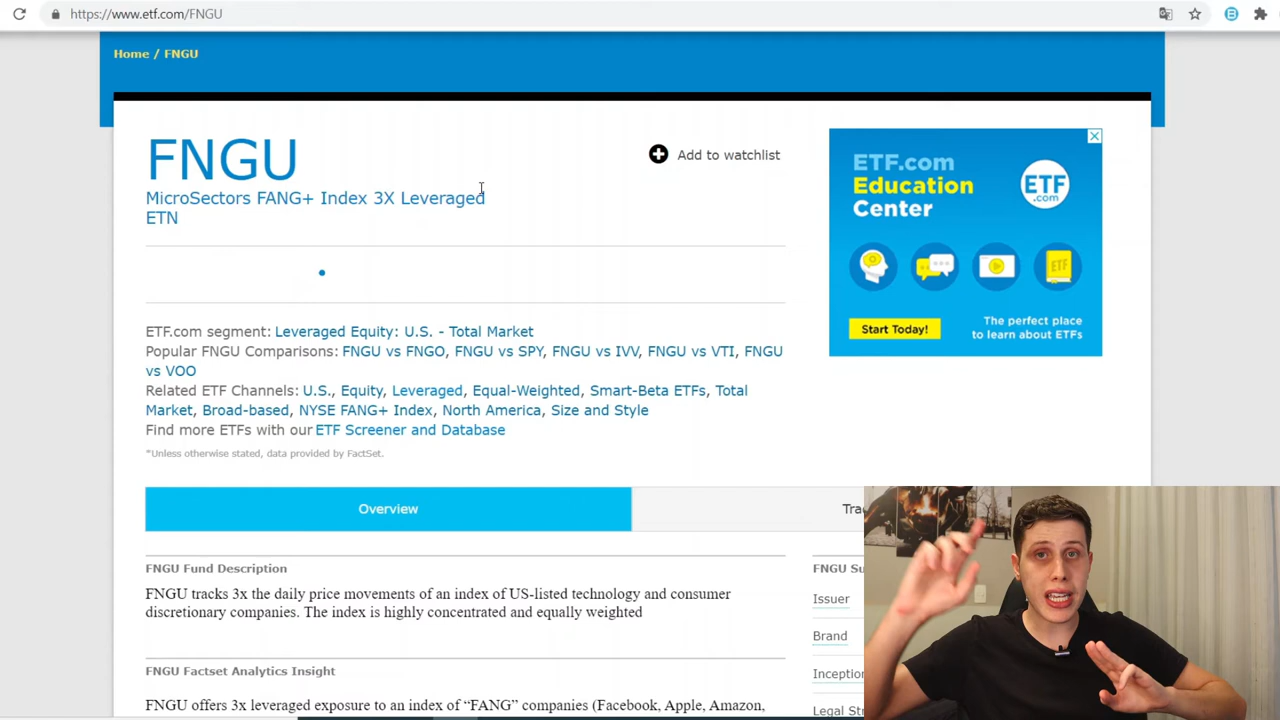 https://www.etf.com/FNGU
Home / FNGU
FNGU
Add to watchlist
MicroSectors FANG+ Index 3X Leveraged
ETN
ETF.com
Education
Center
ETF
.com
ETF
Start Today!
The perfect place
to learn about ETFs
ETF.com segment: Leveraged Equity: U.S. - Total Market
Popular FNGU Comparisons: FNGU vs FNGO, FNGU vs SPY, FNGU vs IVV, FNGU vs VTI, FNGU
vs VOO
Related ETF Channels: U.S., Equity, Leveraged, Equal-Weighted, Smart-Beta ETFs, Total
Market, Broad-based, NYSE FANG+ Index, North America, Size and Style
Find more ETFs with our ETF Screener and Database
*Unless otherwise stated, data provided by FactSet.
Overview
FNGU Fund Description
FNGU tracks 3x the daily price movements of an index of US-listed technology and consumer
discretionary companies. The index is highly concentrated and equally weighted
FNGU Factset Analytics Insight
FNGU offers 3x leveraged exposure to an index of “FANG” companies (Facebook, Apple, Amazon,
FNGU
Issuer
Brand
Legal